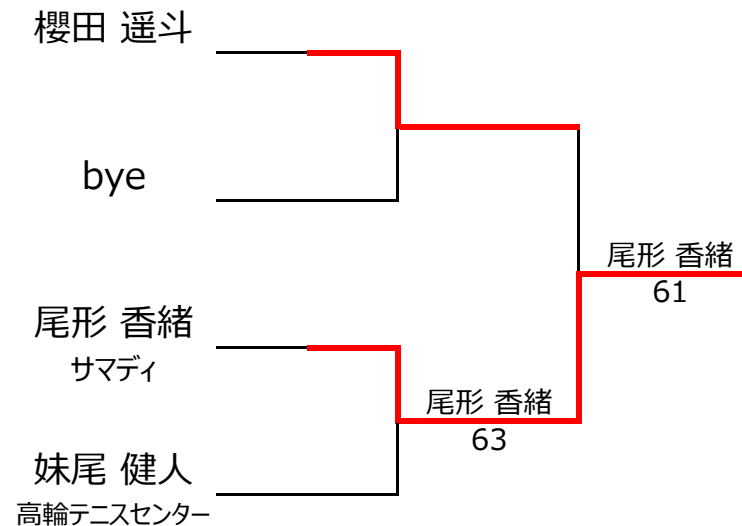 櫻田 遥斗
bye
尾形 香緒
サマディ
妹尾 健人
高輪テニスセンター
尾形 香緒
63
尾形 香緒
61